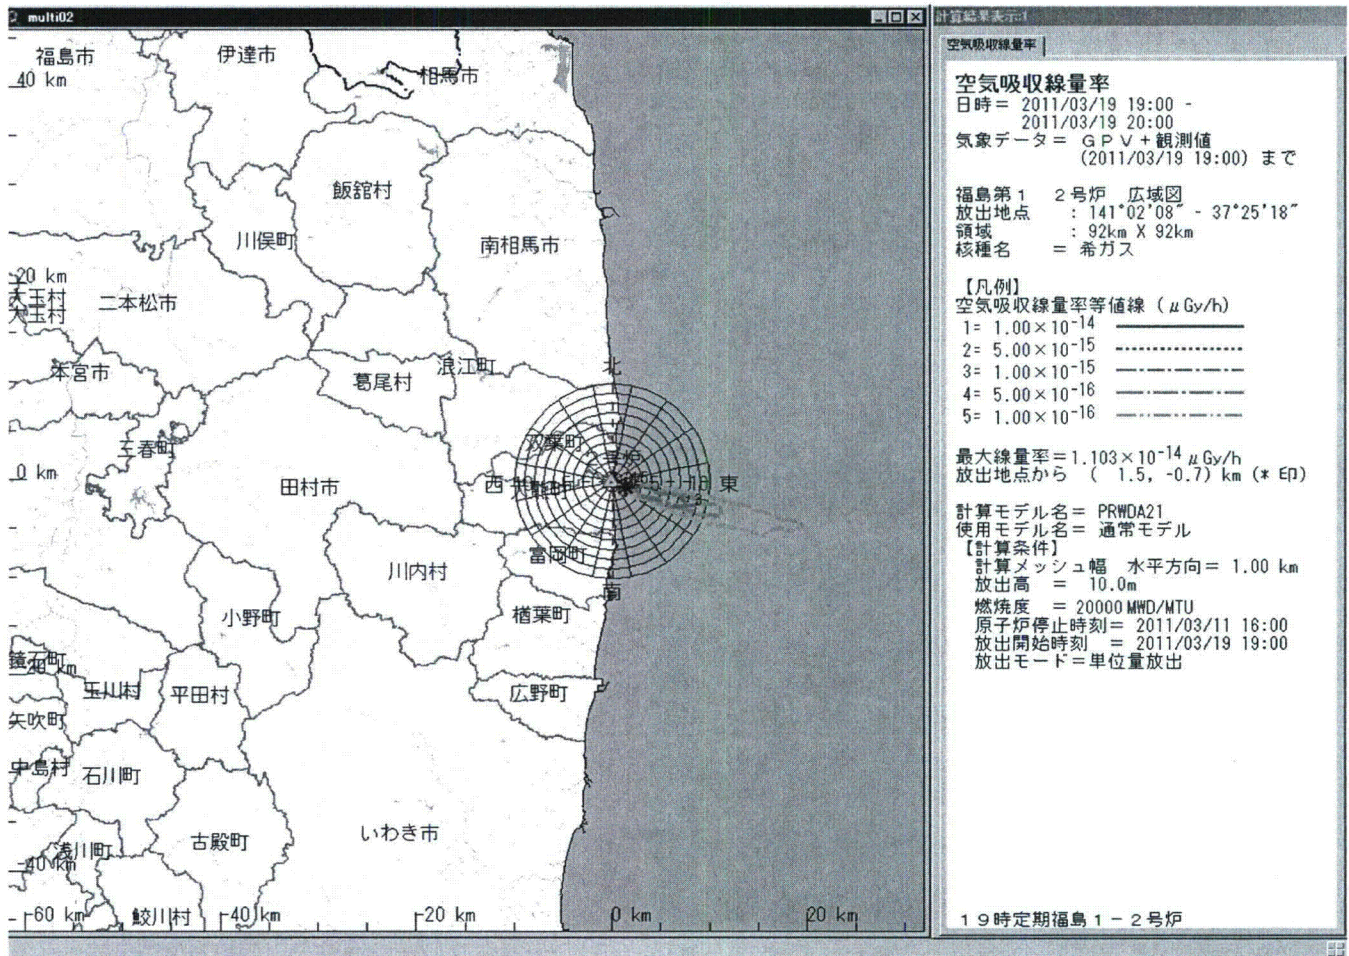 multi02
福島市
伊達市
相馬市
40 km
飯舘村
川俣町
南相馬市
20 km
大玉村
大玉村
二本松市
本宮市
葛尾村
浪江町
北
三春町
双葉町
0 km
田村市
西
東
川内村
富岡町
南
小野町
楢葉町
鏡石町
-20 km
玉川村
平田村
広野町
矢吹町
中島村
石川町
いわき市
古殿町
浅川町
-40 km
-60 km
鮫川村
-40 km
-20 km
0 km
20 km
計算結果表示:1
空気吸収線量率
空気吸収線量率
日時= 2011/03/19 19:00 -
2011/03/19 20:00
気象データ= GPV+観測値
(2011/03/19 19:00) まで
福島第1 2号炉 広域図
放出地点 : 141°02'08" - 37°25'18"
領域 : 92km X 92km
核種名 = 希ガス
【凡例】
空気吸収線量率等値線 (μGy/h)
1= 1.00×10-14
2= 5.00×10-15
3= 1.00×10-15
4= 5.00×10-16
5= 1.00×10-16
最大線量率=1.103×10-14 μGy/h
放出地点から ( 1.5, -0.7) km (* 印)
計算モデル名= PRWDA21
使用モデル名= 通常モデル
【計算条件】
計算メッシュ幅 水平方向= 1.00 km
放出高 = 10.0m
燃焼度 = 20000MWD/MTU
原子炉停止時刻= 2011/03/11 16:00
放出開始時刻 = 2011/03/19 19:00
放出モード=単位量放出
19時定期福島1-2号炉